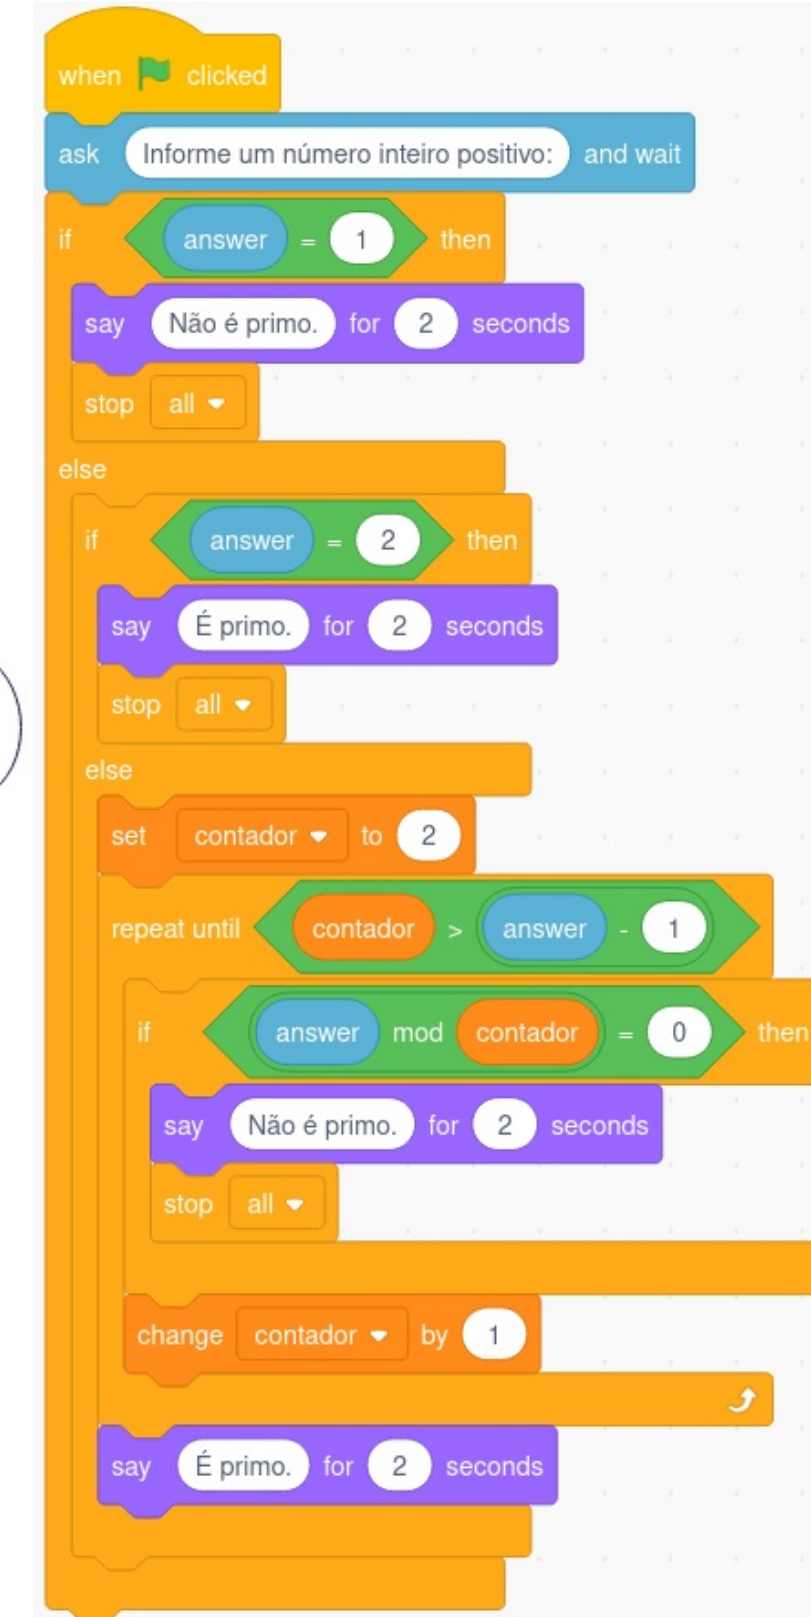 when clicked
ask Informe um número inteiro positivo: and wait
if answer = 1 then
say Não é primo. for 2 seconds
stop all
else
if answer = 2 then
say É primo. for 2 seconds
stop all
else
set contador to 2
repeat until contador > answer - 1
if answer mod contador = 0 then
say Não é primo. for 2 seconds
stop all
change contador by 1
say É primo. for 2 seconds